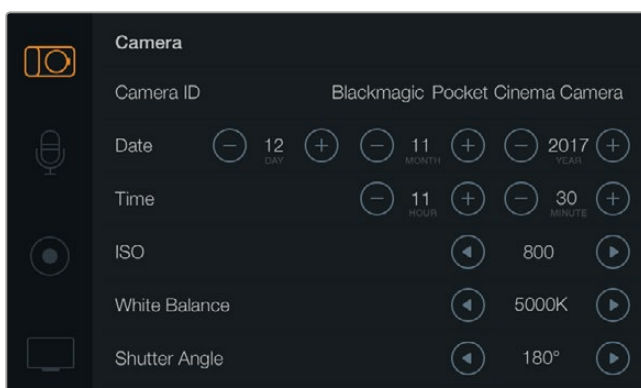 Camera
Camera ID Blackmagic Pocket Cinema Camera
Date 12 DAY 11 MONTH 2017 YEAR
Time 11 HOUR 30 MINUTE
ISO 800
White Balance 5000K
Shutter Angle 180°